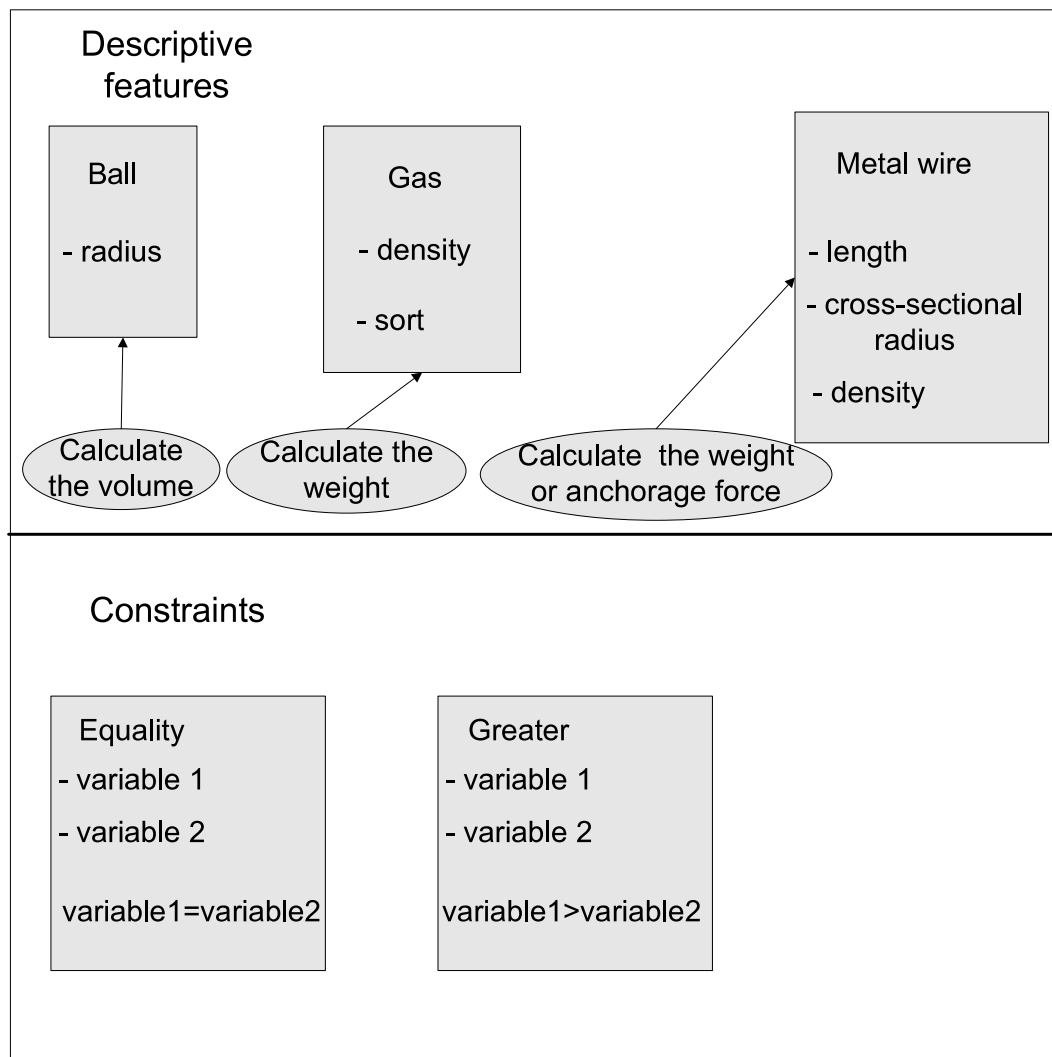 Descriptive
features
Ball
- radius
Gas
- density
- sort
Metal wire
- length
- cross-sectional
radius
- density
Calculate
the volume
Calculate the
weight
Calculate  the weight
or anchorage force
Constraints
Equality
- variable 1
- variable 2
variable1=variable2
Greater
- variable 1
- variable 2
variable1>variable2